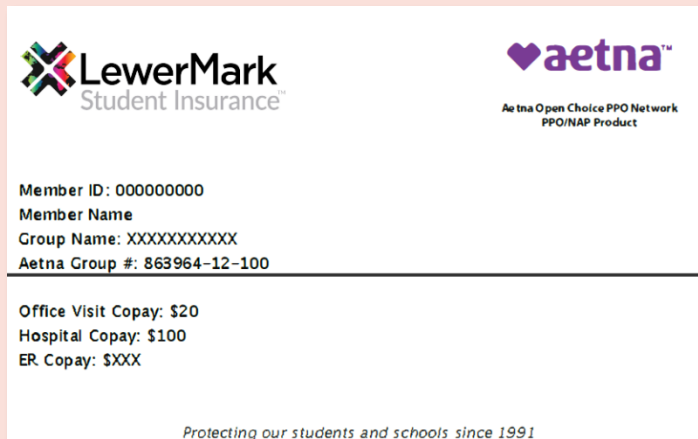 LewerMark
Student Insurance™
aetna™
Aetna Open Choice PPO Network
PPO/NAP Product
Member ID: 000000000
Member Name
Group Name: XXXXXXXXXXX
Aetna Group #: 863964-12-100
Office Visit Copay: $20
Hospital Copay: $100
ER Copay: $XXX
Protecting our students and schools since 1991